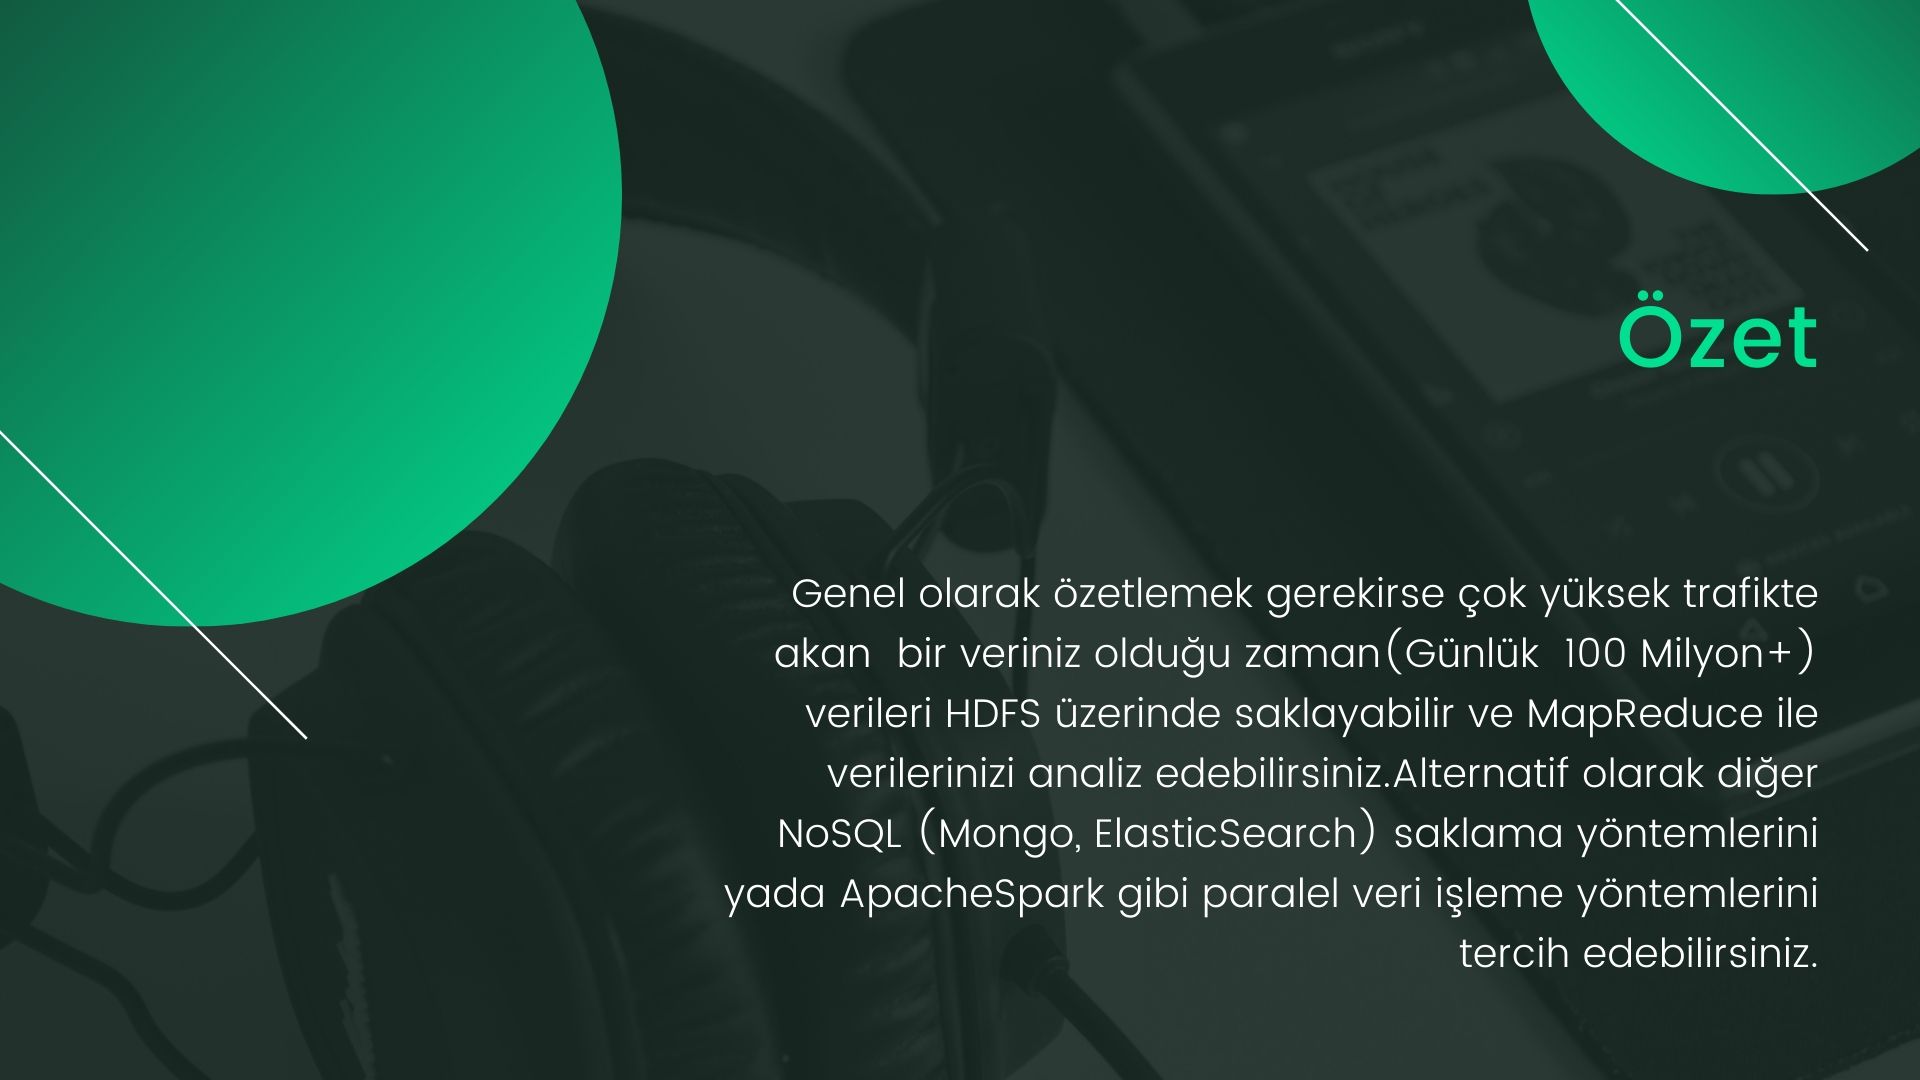 Özet
Genel olarak özetlemek gerekirse çok yüksek trafikte
akan  bir veriniz olduğu zaman(Günlük  100 Milyon+)
verileri HDFS üzerinde saklayabilir ve MapReduce ile
verilerinizi analiz edebilirsiniz.Alternatif olarak diğer
NoSQL (Mongo, ElasticSearch) saklama yöntemlerini
yada ApacheSpark gibi paralel veri işleme yöntemlerini
tercih edebilirsiniz.